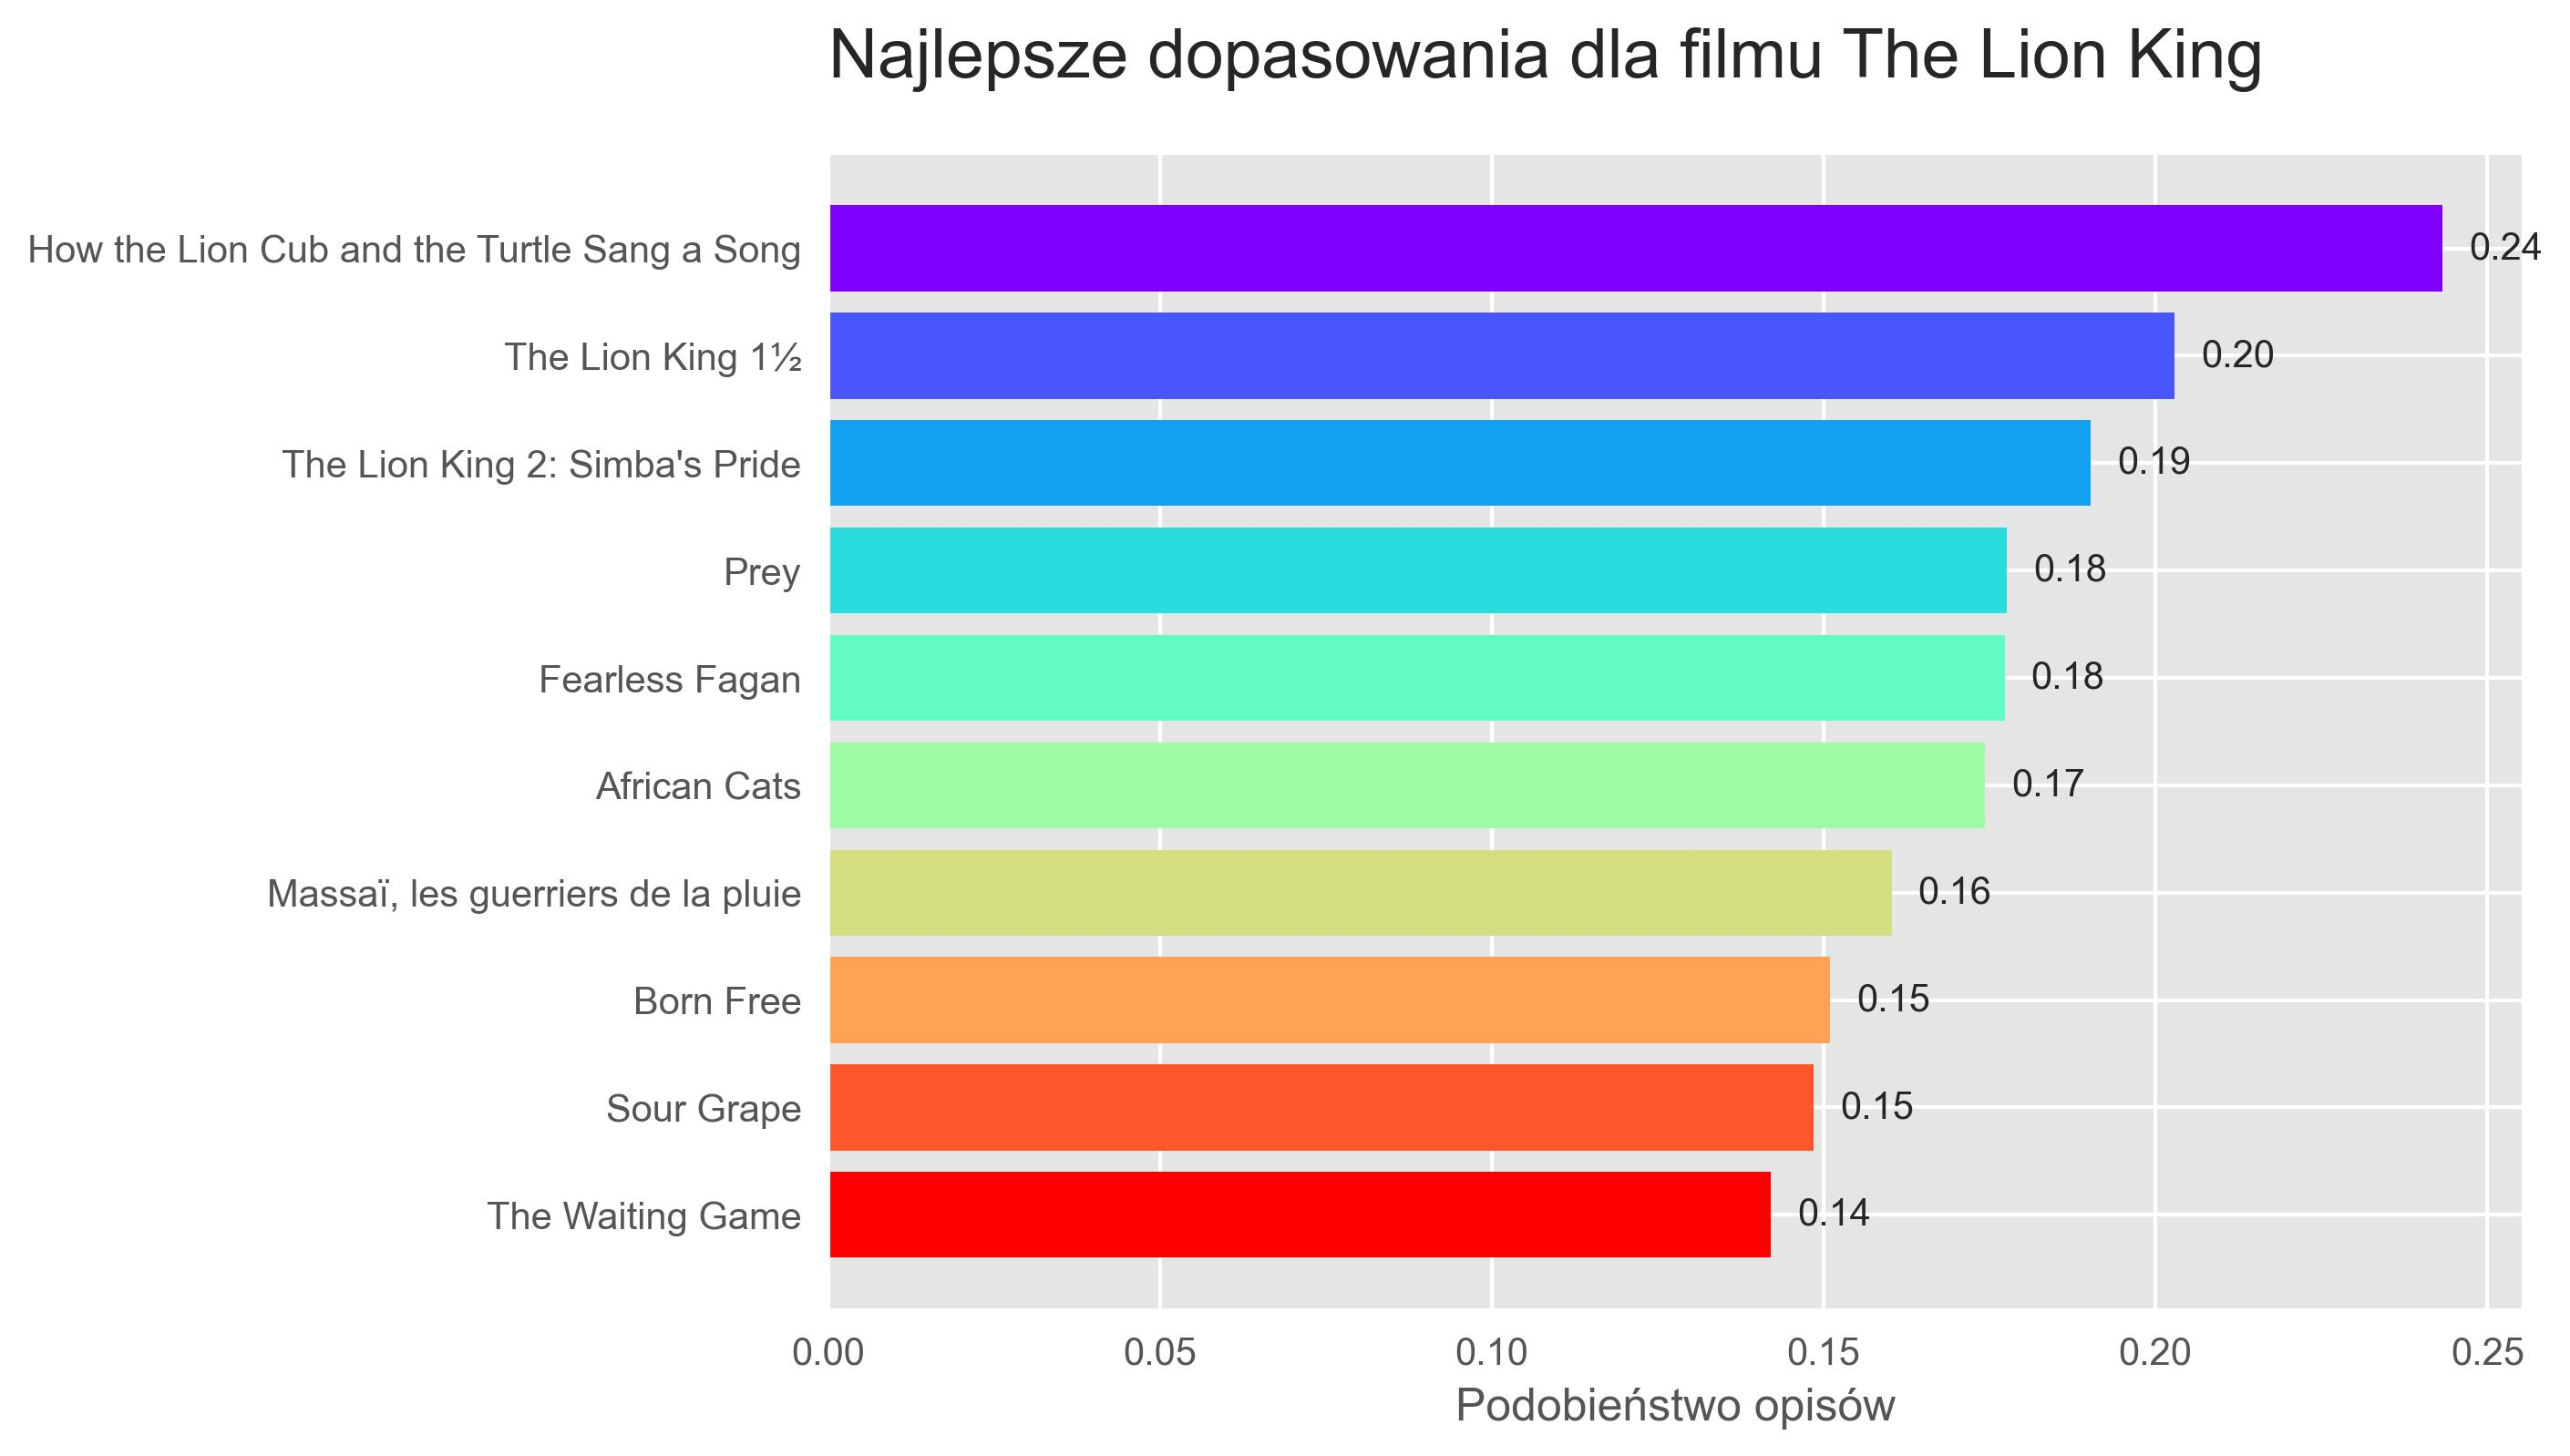 Najlepsze dopasowania dla filmu The Lion King
How the Lion Cub and the Turtle Sang a Song 0.24
The Lion King 1½ 0.20
The Lion King 2: Simba's Pride 0.19
Prey 0.18
Fearless Fagan 0.18
African Cats 0.17
Massaï, les guerriers de la pluie 0.16
Born Free 0.15
Sour Grape 0.15
The Waiting Game 0.14
0.00 0.05 0.10 0.15 0.20 0.25
Podobieństwo opisów